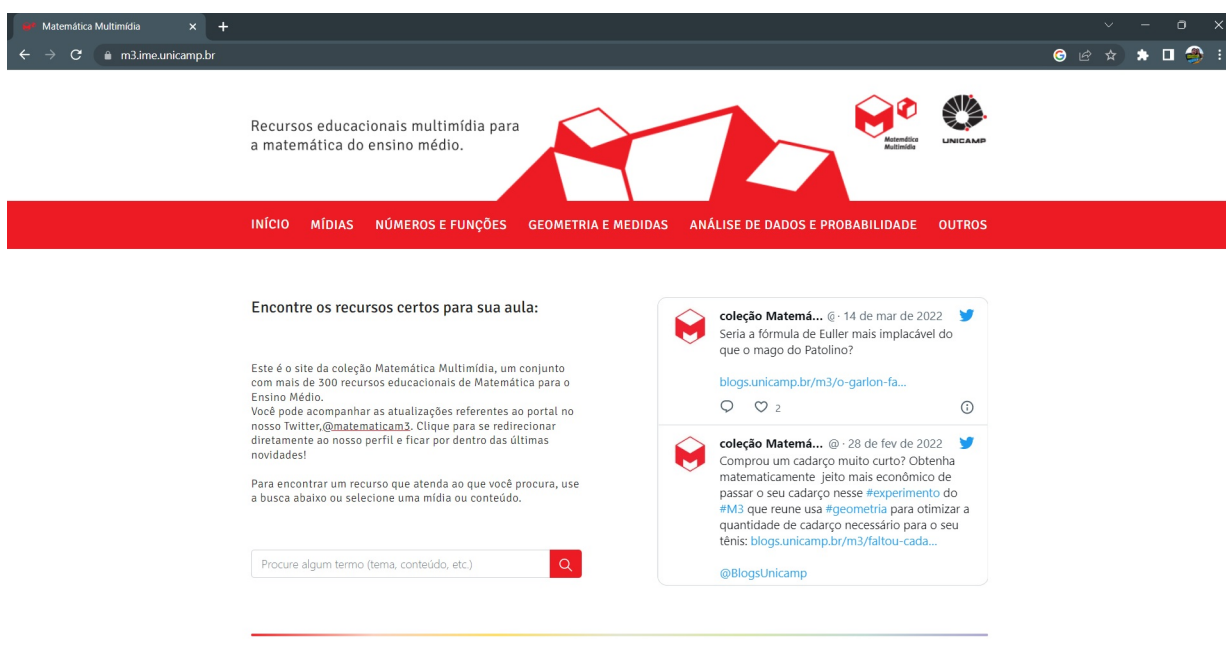 Matemática Multimídia
m3.ime.unicamp.br
Recursos educacionais multimídia para
a matemática do ensino médio.
Matemática
Multimídia
UNICAMP
INÍCIO MÍDIAS NÚMEROS E FUNÇÕES GEOMETRIA E MEDIDAS ANÁLISE DE DADOS E PROBABILIDADE OUTROS
Encontre os recursos certos para sua aula:
Este é o site da coleção Matemática Multimídia, um conjunto
com mais de 300 recursos educacionais de Matemática para o
Ensino Médio.
Você pode acompanhar as atualizações referentes ao portal no
nosso Twitter,@matematicam3. Clique para se redirecionar
diretamente ao nosso perfil e ficar por dentro das últimas
novidades!
Para encontrar um recurso que atenda ao que você procura, use
a busca abaixo ou selecione uma mídia ou conteúdo.
Procure algum termo (tema, conteúdo, etc.)
coleção Matemá... @ · 14 de mar de 2022
Seria a fórmula de Euller mais implacável do
que o mago do Patolino?
blogs.unicamp.br/m3/o-garlon-fa...
2
coleção Matemá... @ · 28 de fev de 2022
Comprou um cadarço muito curto? Obtenha
matematicamente jeito mais econômico de
passar o seu cadarço nesse #experimento do
#M3 que reune usa #geometria para otimizar a
quantidade de cadarço necessário para o seu
tênis: blogs.unicamp.br/m3/faltou-cada...
@BlogsUnicamp